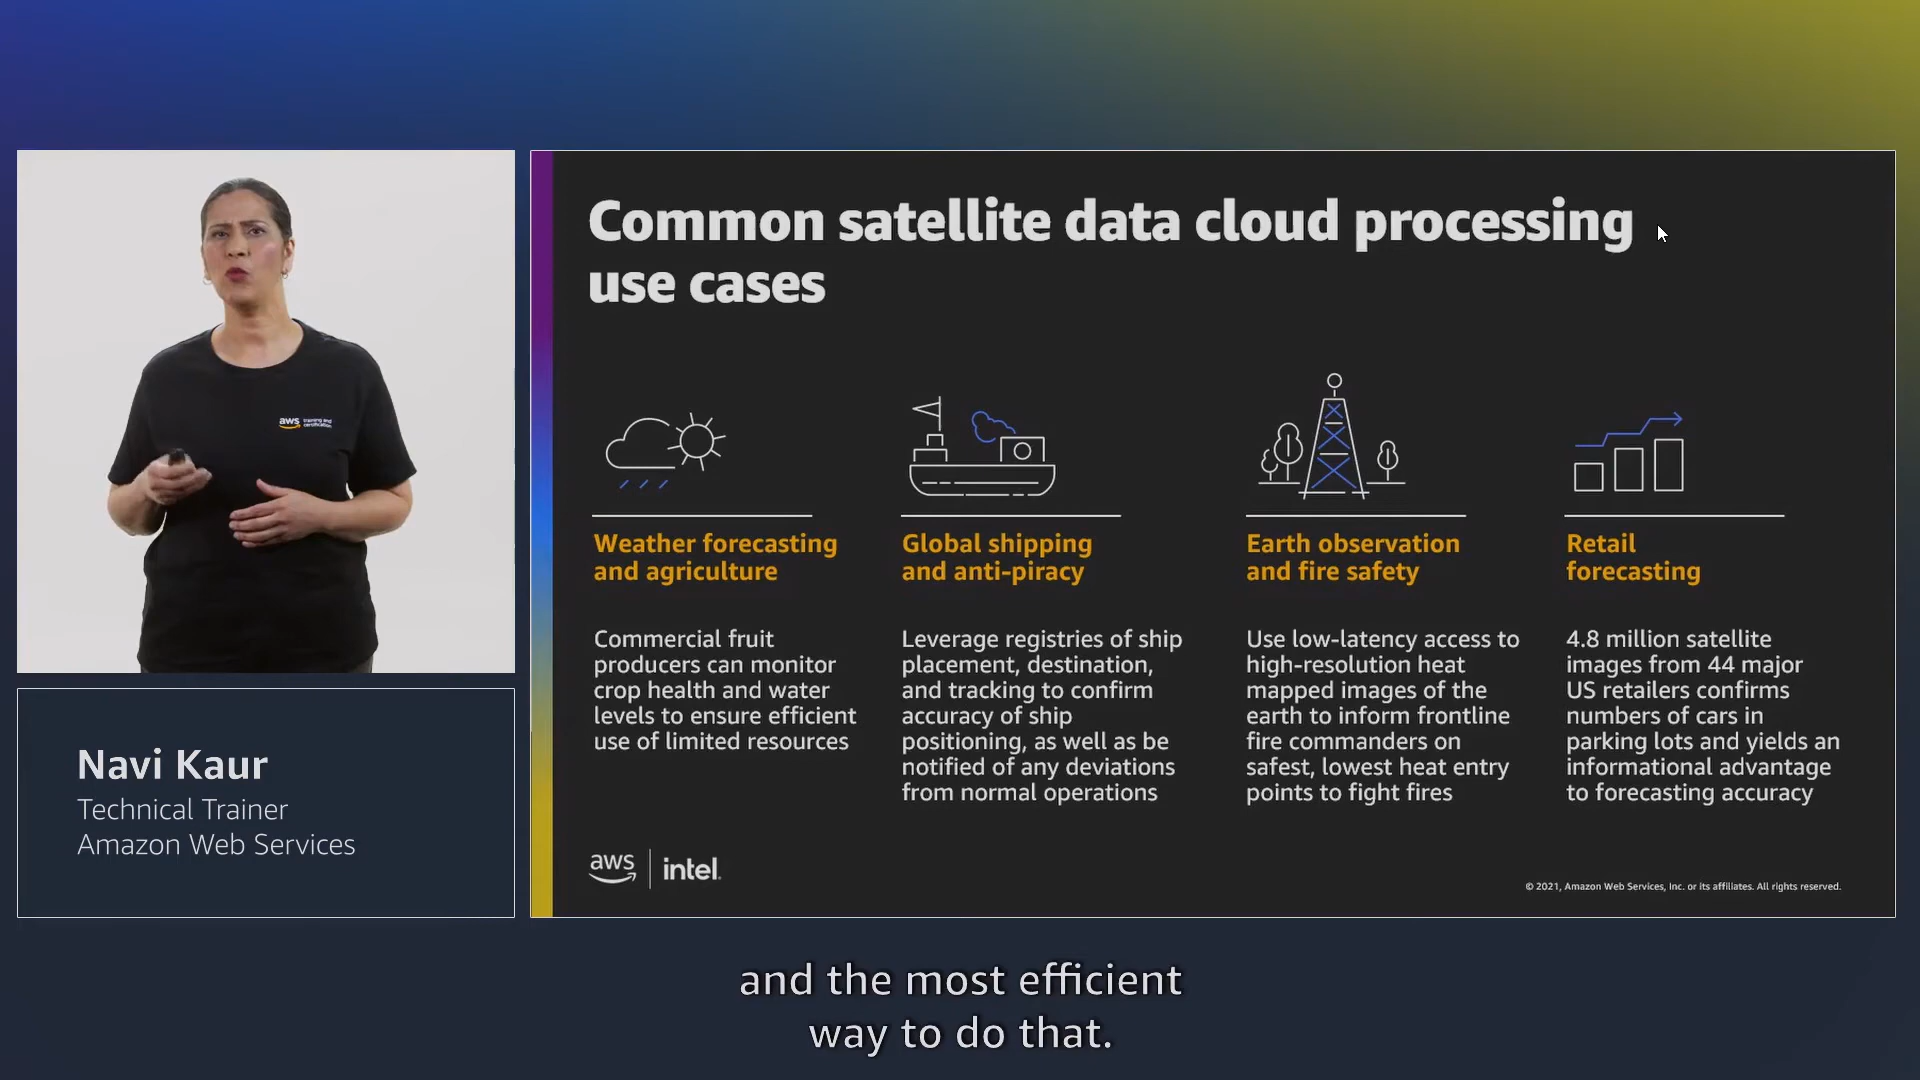 Common satellite data cloud processing
use cases
Weather forecasting
and agriculture
Commercial fruit
producers can monitor
crop health and water
levels to ensure efficient
use of limited resources
Global shipping
and anti-piracy
Leverage registries of ship
placement, destination,
and tracking to confirm
accuracy of ship
positioning, as well as be
notified of any deviations
from normal operations
Earth observation
and fire safety
Use low-latency access to
high-resolution heat
mapped images of the
earth to inform frontline
fire commanders on
safest, lowest heat entry
points to fight fires
Retail
forecasting
4.8 million satellite
images from 44 major
US retailers confirms
numbers of cars in
parking lots and yields an
informational advantage
to forecasting accuracy
aws
training and
certification
Navi Kaur
Technical Trainer
Amazon Web Services
aws intel.
© 2021, Amazon Web Services, Inc. or its affiliates. All rights reserved.
and the most efficient
way to do that.